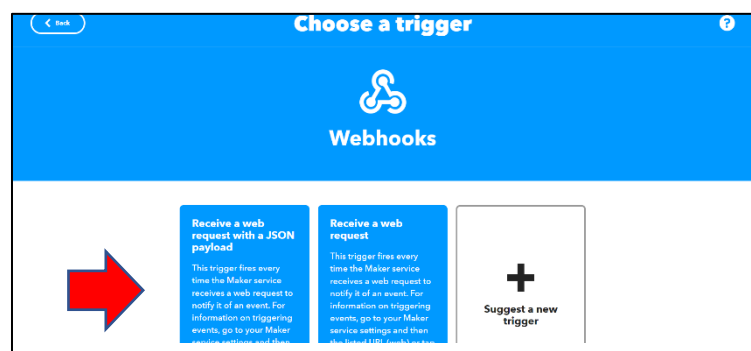 Back
Choose a trigger
?
Webhooks
Receive a web
request with a JSON
payload
This trigger fires every
time the Maker service
receives a web request to
notify it of an event. For
information on triggering
events, go to your Maker
service settings and then
Receive a web
request
This trigger fires every
time the Maker service
receives a web request to
notify it of an event. For
information on triggering
events, go to your Maker
service settings and then
the listed URL (web) or tap
Suggest a new
trigger